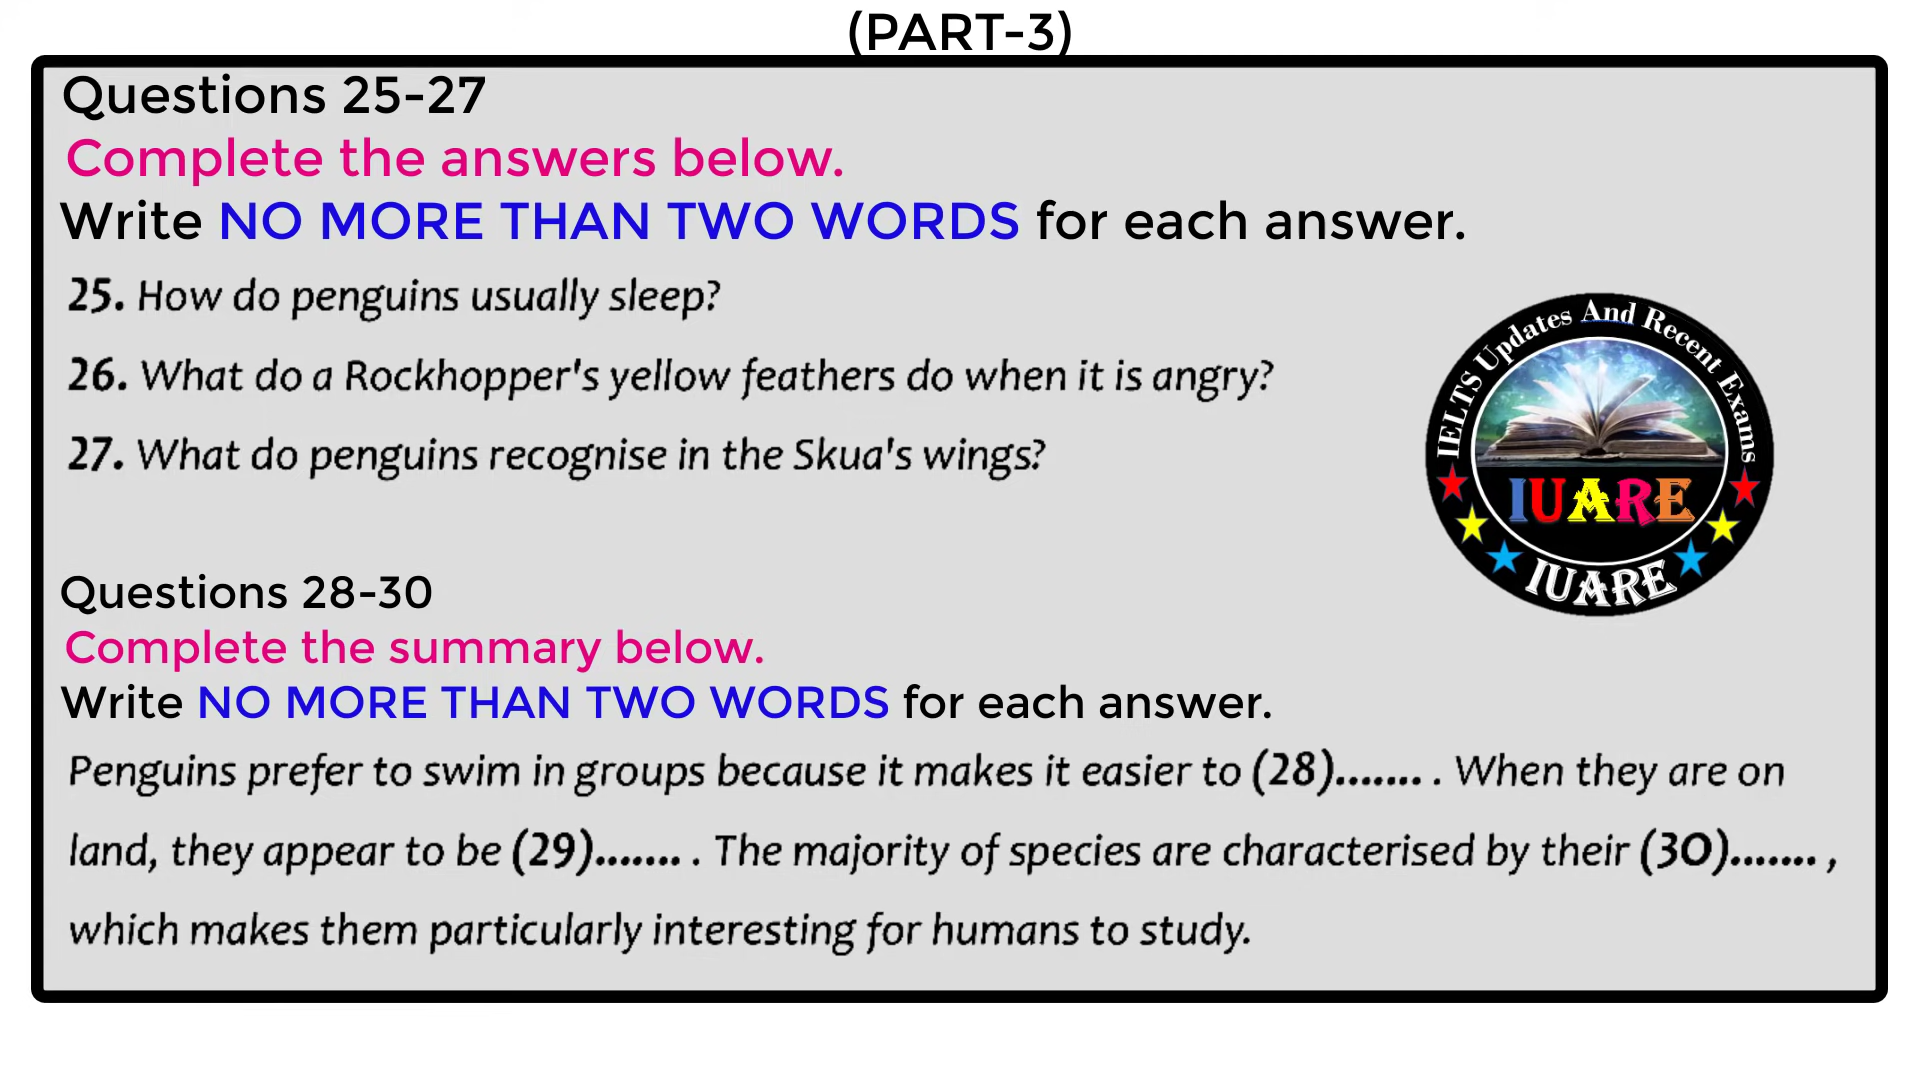 (PART-3)
Questions 25-27
Complete the answers below.
Write NO MORE THAN TWO WORDS for each answer.
25. How do penguins usually sleep?
26. What do a Rockhopper's yellow feathers do when it is angry?
27. What do penguins recognise in the Skua's wings?
IELTS Updates And Recent Exams
IUARE
IUARE
Questions 28-30
Complete the summary below.
Write NO MORE THAN TWO WORDS for each answer.
Penguins prefer to swim in groups because it makes it easier to (28)....... . When they are on
land, they appear to be (29)....... . The majority of species are characterised by their (30)....... ,
which makes them particularly interesting for humans to study.